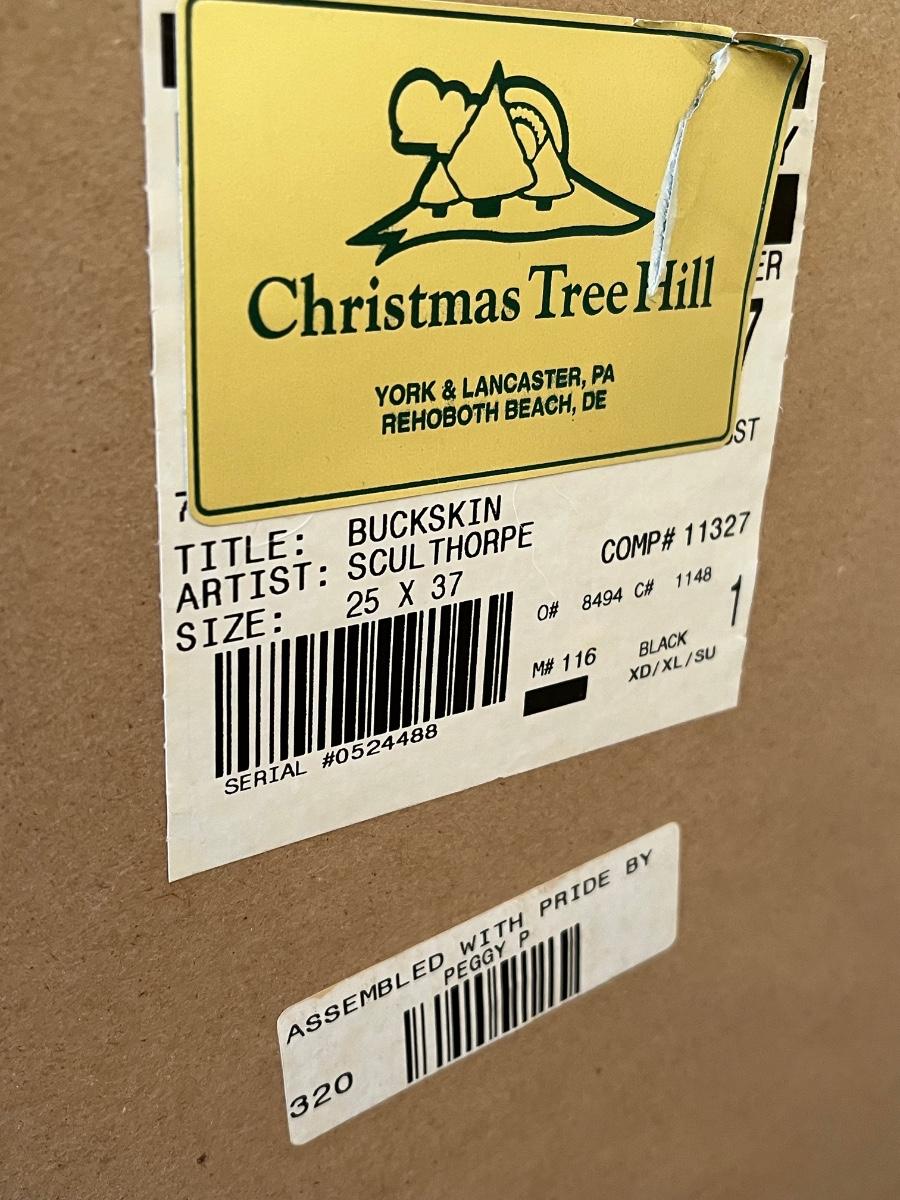 Christmas Tree Hill
YORK & LANCASTER, PA
REHOBOTH BEACH, DE
TITLE: BUCKSKIN
ARTIST: SCULTHORPE
SIZE: 25 X 37
COMP# 11327
O# 8494 C# 1148
1
M# 116
BLACK
XD/XL/SU
SERIAL #0524488
ASSEMBLED WITH PRIDE BY
PEGGY P
320